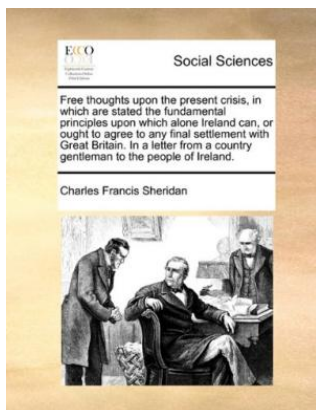 ECCO
Social Sciences
Free thoughts upon the present crisis, in
which are stated the fundamental
principles upon which alone Ireland can, or
ought to agree to any final settlement with
Great Britain. In a letter from a country
gentleman to the people of Ireland.
Charles Francis Sheridan